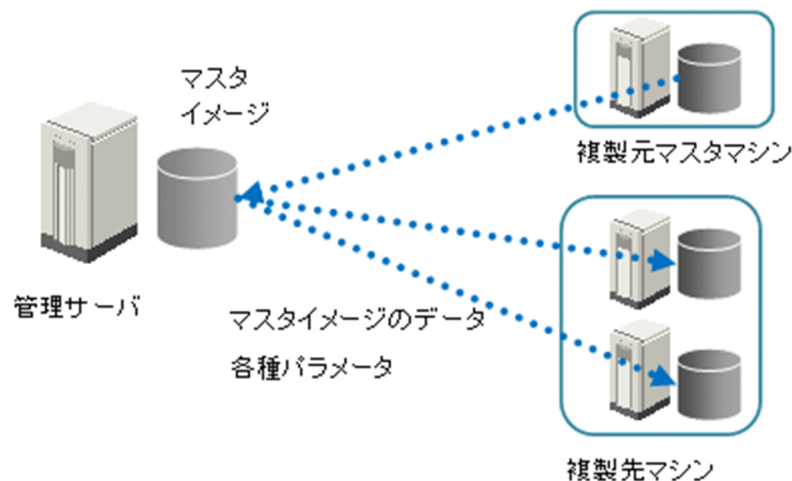 マスタ
イメージ
複製元マスタマシン
管理サーバ
マスタイメージのデータ
各種パラメータ
複製先マシン